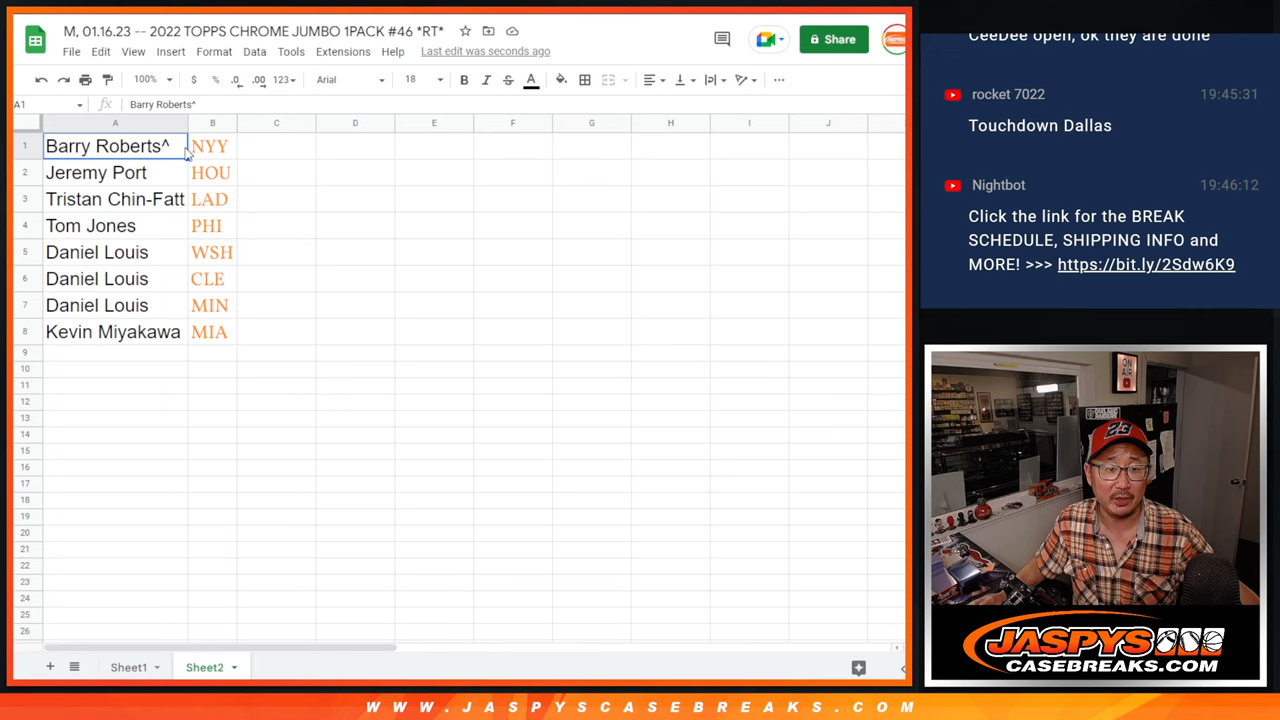 M, 01.16.23 -- 2022 TOPPS CHROME JUMBO 1PACK #46 *RT*
File Edit View Insert Format Data Tools Extensions Help Last edit was seconds ago
Share
100% $ % .0 .00 123 Arial 18 B I S A
A1 fx Barry Roberts^
A B C D E F G H I J
1 Barry Roberts^ NYY
2 Jeremy Port HOU
3 Tristan Chin-Fatt LAD
4 Tom Jones PHI
5 Daniel Louis WSH
6 Daniel Louis CLE
7 Daniel Louis MIN
8 Kevin Miyakawa MIA
9
10
11
12
13
14
15
16
17
18
19
20
21
22
23
24
25
26
Sheet1 Sheet2
CeeDee open, ok they are done
rocket 7022 19:45:31
Touchdown Dallas
Nightbot 19:46:12
Click the link for the BREAK
SCHEDULE, SHIPPING INFO and
MORE! >>> https://bit.ly/2Sdw6K9
ON
AIR
23
JASPYS
CASEBREAKS.COM
WWW.JASPYSCASEBREAKS.COM